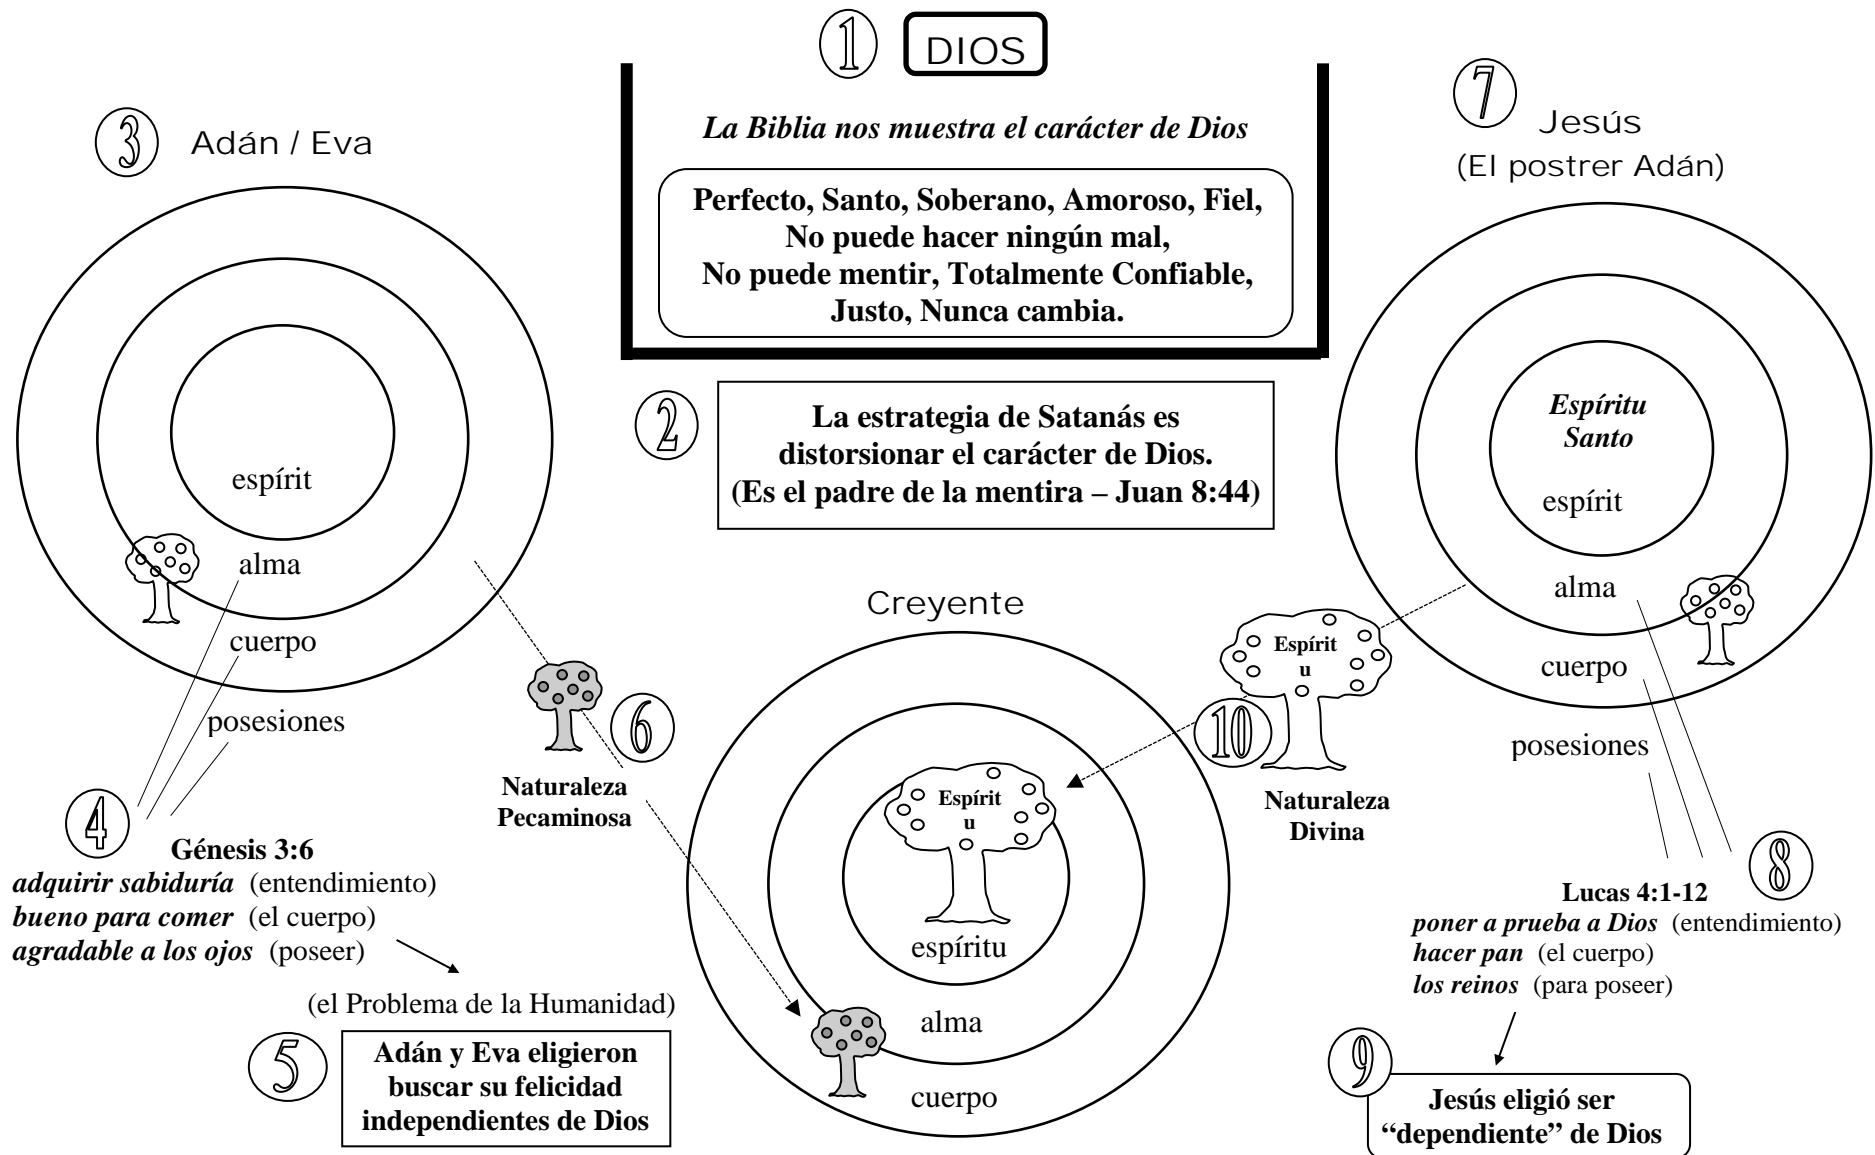 1 DIOS
La Biblia nos muestra el carácter de Dios
Perfecto, Santo, Soberano, Amoroso, Fiel,
No puede hacer ningún mal,
No puede mentir, Totalmente Confiable,
Justo, Nunca cambia.
2
La estrategia de Satanás es
distorsionar el carácter de Dios.
(Es el padre de la mentira – Juan 8:44)
3 Adán / Eva
espírit
alma
cuerpo
posesiones
4
Génesis 3:6
adquirir sabiduría (entendimiento)
bueno para comer (el cuerpo)
agradable a los ojos (poseer)
(el Problema de la Humanidad)
5
Adán y Eva eligieron
buscar su felicidad
independientes de Dios
6
Naturaleza
Pecaminosa
Creyente
Espírit
u
espíritu
alma
cuerpo
7
Jesús
(El postrer Adán)
Espíritu
Santo
espírit
alma
cuerpo
posesiones
8
Lucas 4:1-12
poner a prueba a Dios (entendimiento)
hacer pan (el cuerpo)
los reinos (para poseer)
9
Jesús eligió ser
“dependiente” de Dios
Espírit
u
10
Naturaleza
Divina